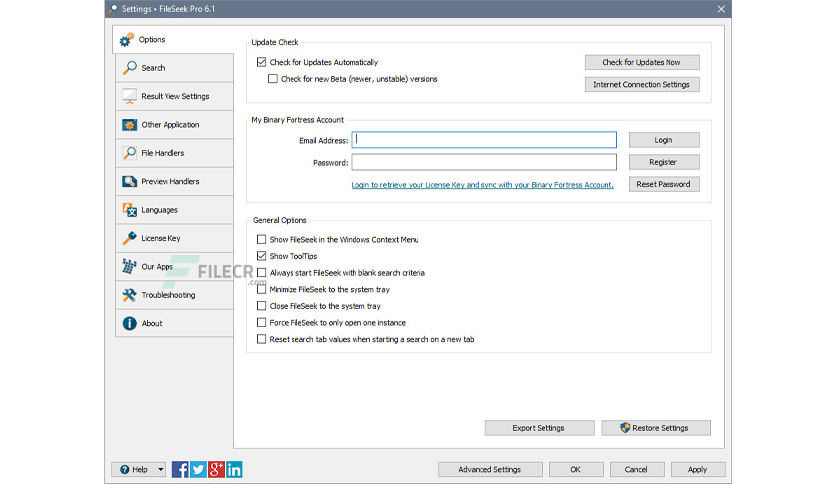 Settings • FileSeek Pro 6.1
Options
Search
Result View Settings
Other Application
File Handlers
Preview Handlers
Languages
License Key
Our Apps
Troubleshooting
About
Update Check
Check for Updates Automatically
Check for Updates Now
Check for new Beta (newer, unstable) versions
Internet Connection Settings
My Binary Fortress Account
Email Address:
Login
Password:
Register
Login to retrieve your License Key and sync with your Binary Fortress Account.
Reset Password
General Options
Show FileSeek in the Windows Context Menu
Show ToolTips
Always start FileSeek with blank search criteria
Minimize FileSeek to the system tray
Close FileSeek to the system tray
Force FileSeek to only open one instance
Reset search tab values when starting a search on a new tab
FILECR
.com
Export Settings
Restore Settings
Help
Advanced Settings
OK
Cancel
Apply